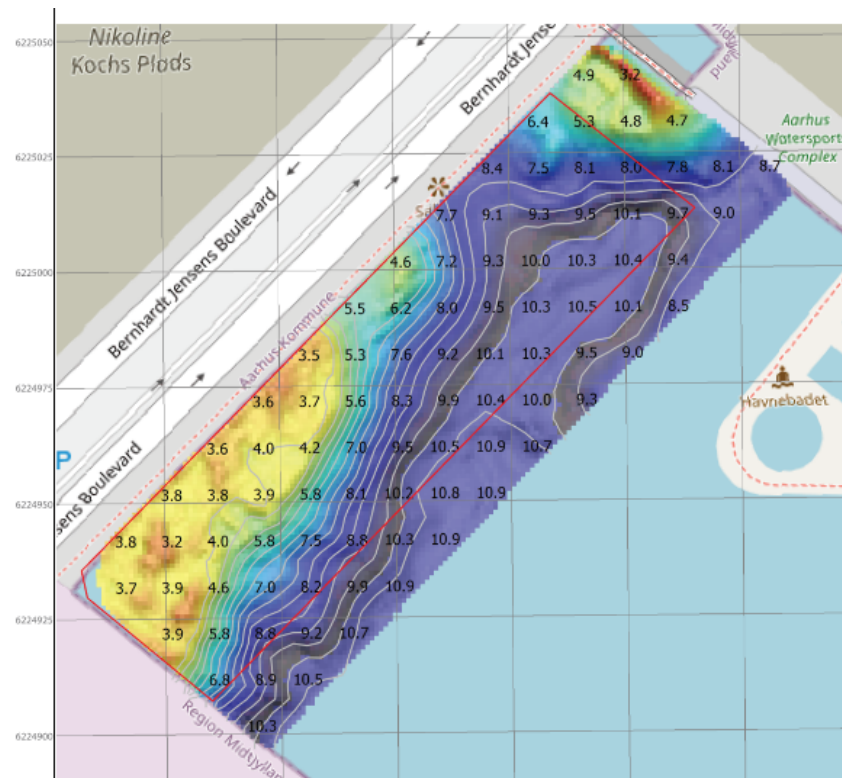 6225050
Nikoline
Kochs Plads
Bernhardt Jense
4.9 3.2
6.4 5.3 4.8 4.7
Aarhus
Watersport
Complex
6225025
8.4 7.5 8.1 8.0 7.8 8.1 8.7
7.7 9.1 9.3 9.5 10.1 9.7 9.0
Bernhardt Jensens Boulevard
6225000
4.6 7.2 9.3 10.0 10.3 10.4 9.4
5.5 6.2 8.0 9.5 10.3 10.5 10.1 8.5
Aarhus Kommune
3.5 5.3 7.6 9.2 10.1 10.3 9.5 9.0
6224975
3.6 3.7 5.6 8.3 9.9 10.4 10.0 9.3
Havnebadet
3.6 4.0 4.2 7.0 9.5 10.5 10.9 10.7
P
sens Boulevard
3.8 3.8 3.9 5.8 8.1 10.2 10.8 10.9
6224950
3.8 3.2 4.0 5.8 7.5 8.8 10.3 10.9
3.7 3.9 4.6 7.0 8.2 9.9 10.9
6224925
3.9 5.8 8.8 9.2 10.7
6.8 8.9 10.5
Region Midtjyllan
10.3
6224900